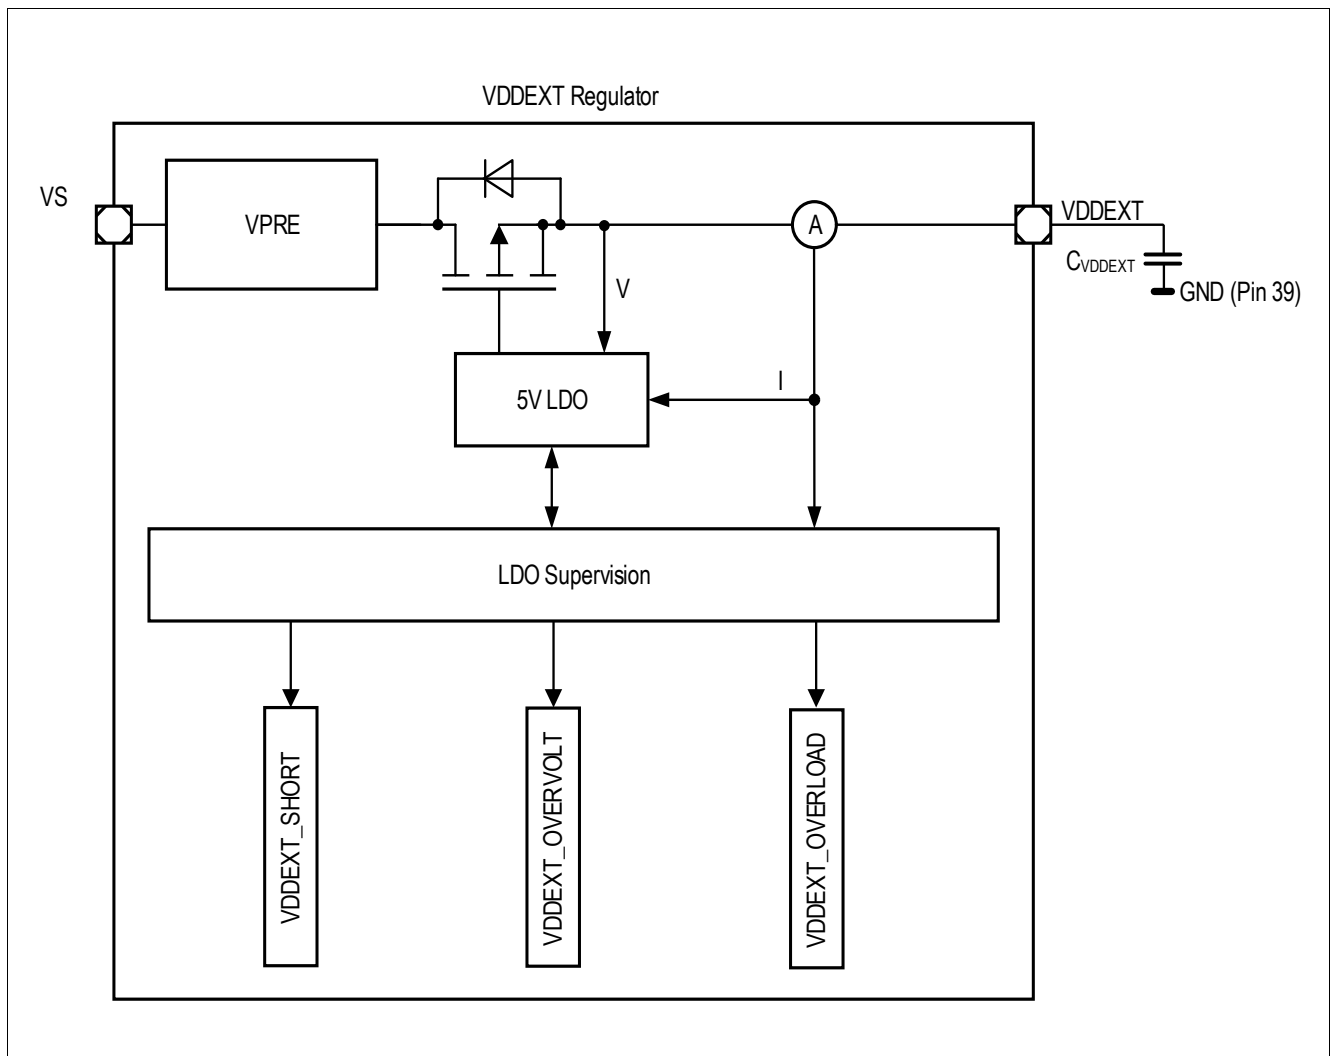 VDDEXT Regulator
VS
VPRE
VDDEXT
A
CVDDEXT
GND (Pin 39)
V
I
5V LDO
LDO Supervision
VDDEXT_SHORT
VDDEXT_OVERVOLT
VDDEXT_OVERLOAD